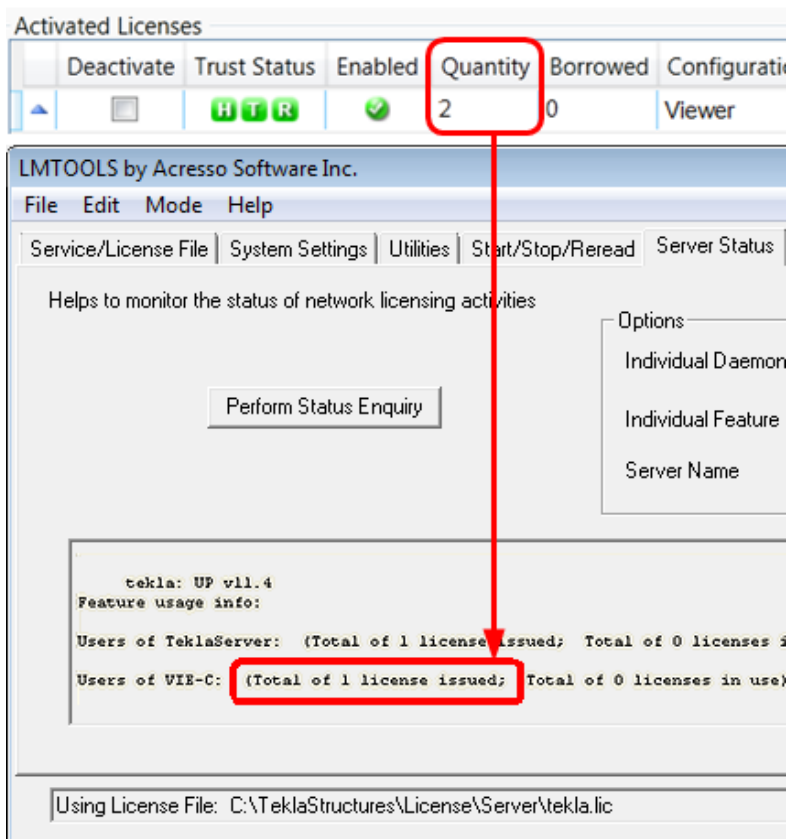 Activated Licenses
Deactivate Trust Status Enabled Quantity Borrowed Configurati
H T R 2 0 Viewer
LMTOOLS by Acresso Software Inc.
File Edit Mode Help
Service/License File System Settings Utilities Start/Stop/Reread Server Status
Helps to monitor the status of network licensing activities
Options
Individual Daemon
Perform Status Enquiry
Individual Feature
Server Name
tekla: UP v11.4
Feature usage info:
Users of TeklaServer: (Total of 1 license issued; Total of 0 licenses i
Users of VIE-C: (Total of 1 license issued; Total of 0 licenses in use)
Using License File: C:\TeklaStructures\License\Server\tekla.lic